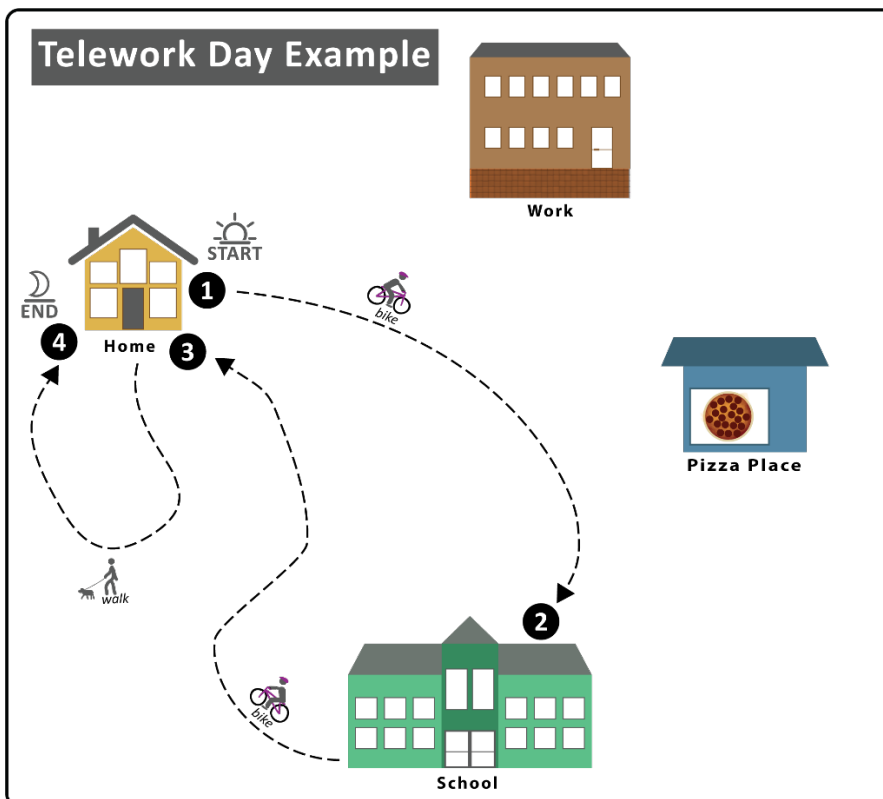 Telework Day Example
Work
START
1
END
bike
4
Home
3
Pizza Place
walk
2
bike
School